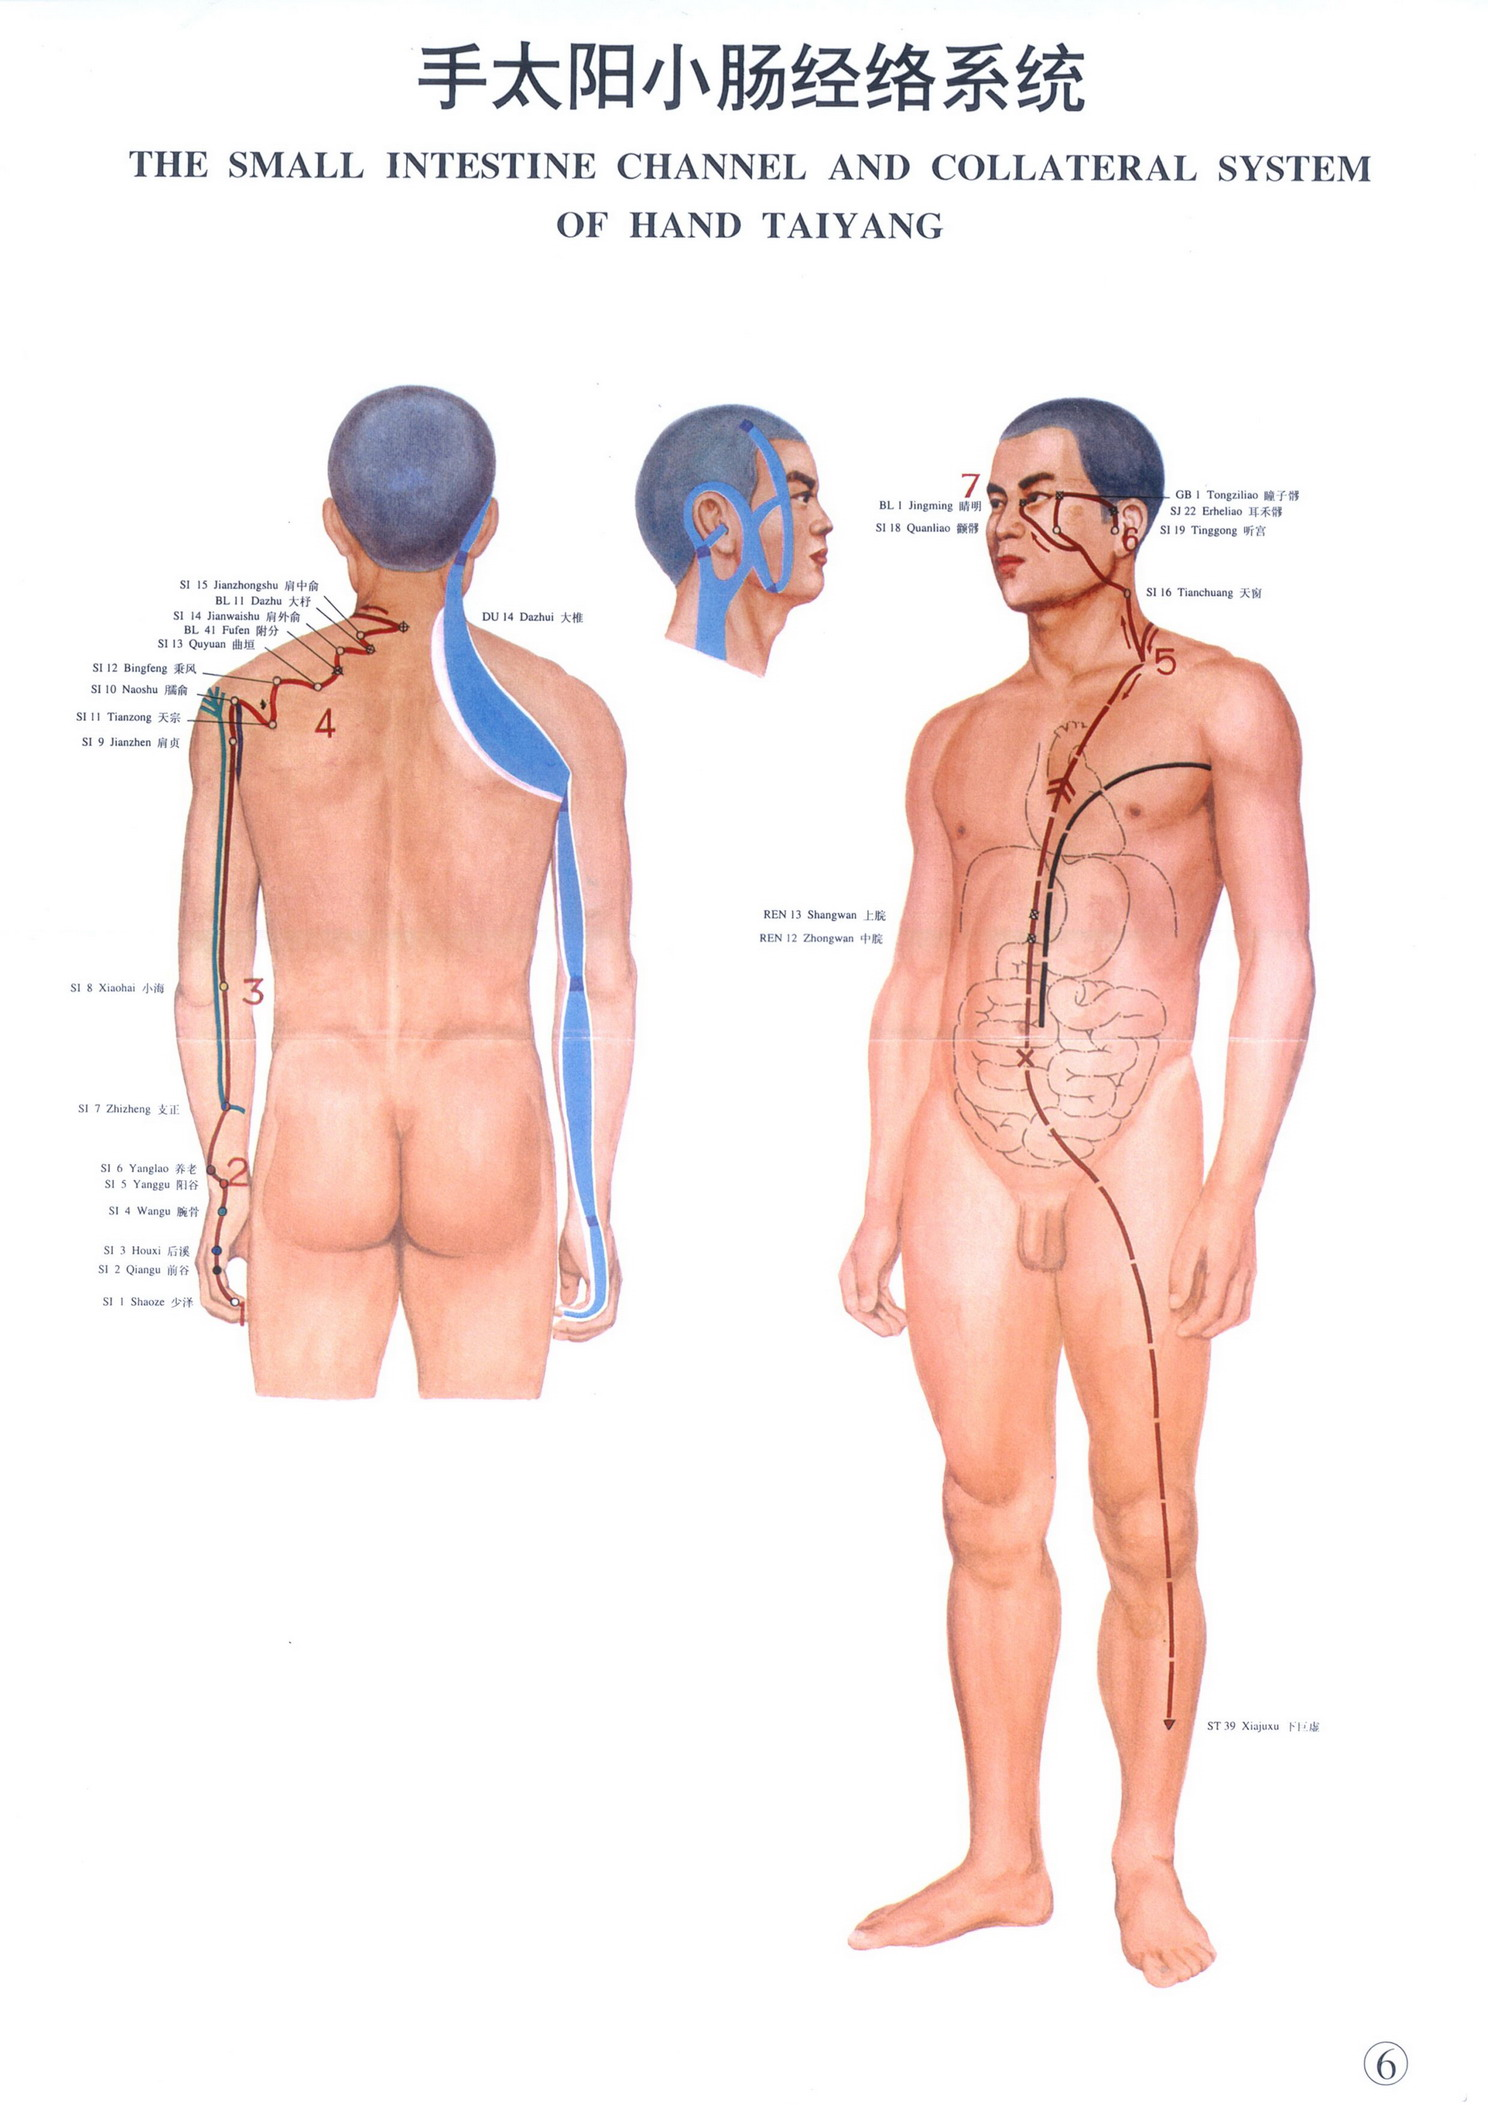 手太阳小肠经络系统
THE SMALL INTESTINE CHANNEL AND COLLATERAL SYSTEM
OF HAND TAIYANG
SI 15 Jianzhongshu 肩中俞
BL 11 Dazhu 大杼
SI 14 Jianwaishu 肩外俞
BL 41 Fufen 附分
SI 13 Quyuan 曲垣
SI 12 Bingfeng 秉风
SI 10 Naoshu 臑俞
SI 11 Tianzong 天宗
SI 9 Jianzhen 肩贞
DU 14 Dazhui 大椎
4
SI 8 Xiaohai 小海
3
SI 7 Zhizheng 支正
SI 6 Yanglao 养老
2
SI 5 Yanggu 阳谷
SI 4 Wangu 腕骨
SI 3 Houxi 后溪
SI 2 Qiangu 前谷
SI 1 Shaoze 少泽
1
7
BL 1 Jingming 睛明
SI 18 Quanliao 颧髎
GB 1 Tongziliao 瞳子髎
SJ 22 Erheliao 耳禾髎
SI 19 Tinggong 听宫
6
SI 16 Tianchuang 天窗
5
REN 13 Shangwan 上脘
REN 12 Zhongwan 中脘
ST 39 Xiajuxu 下巨虚
6